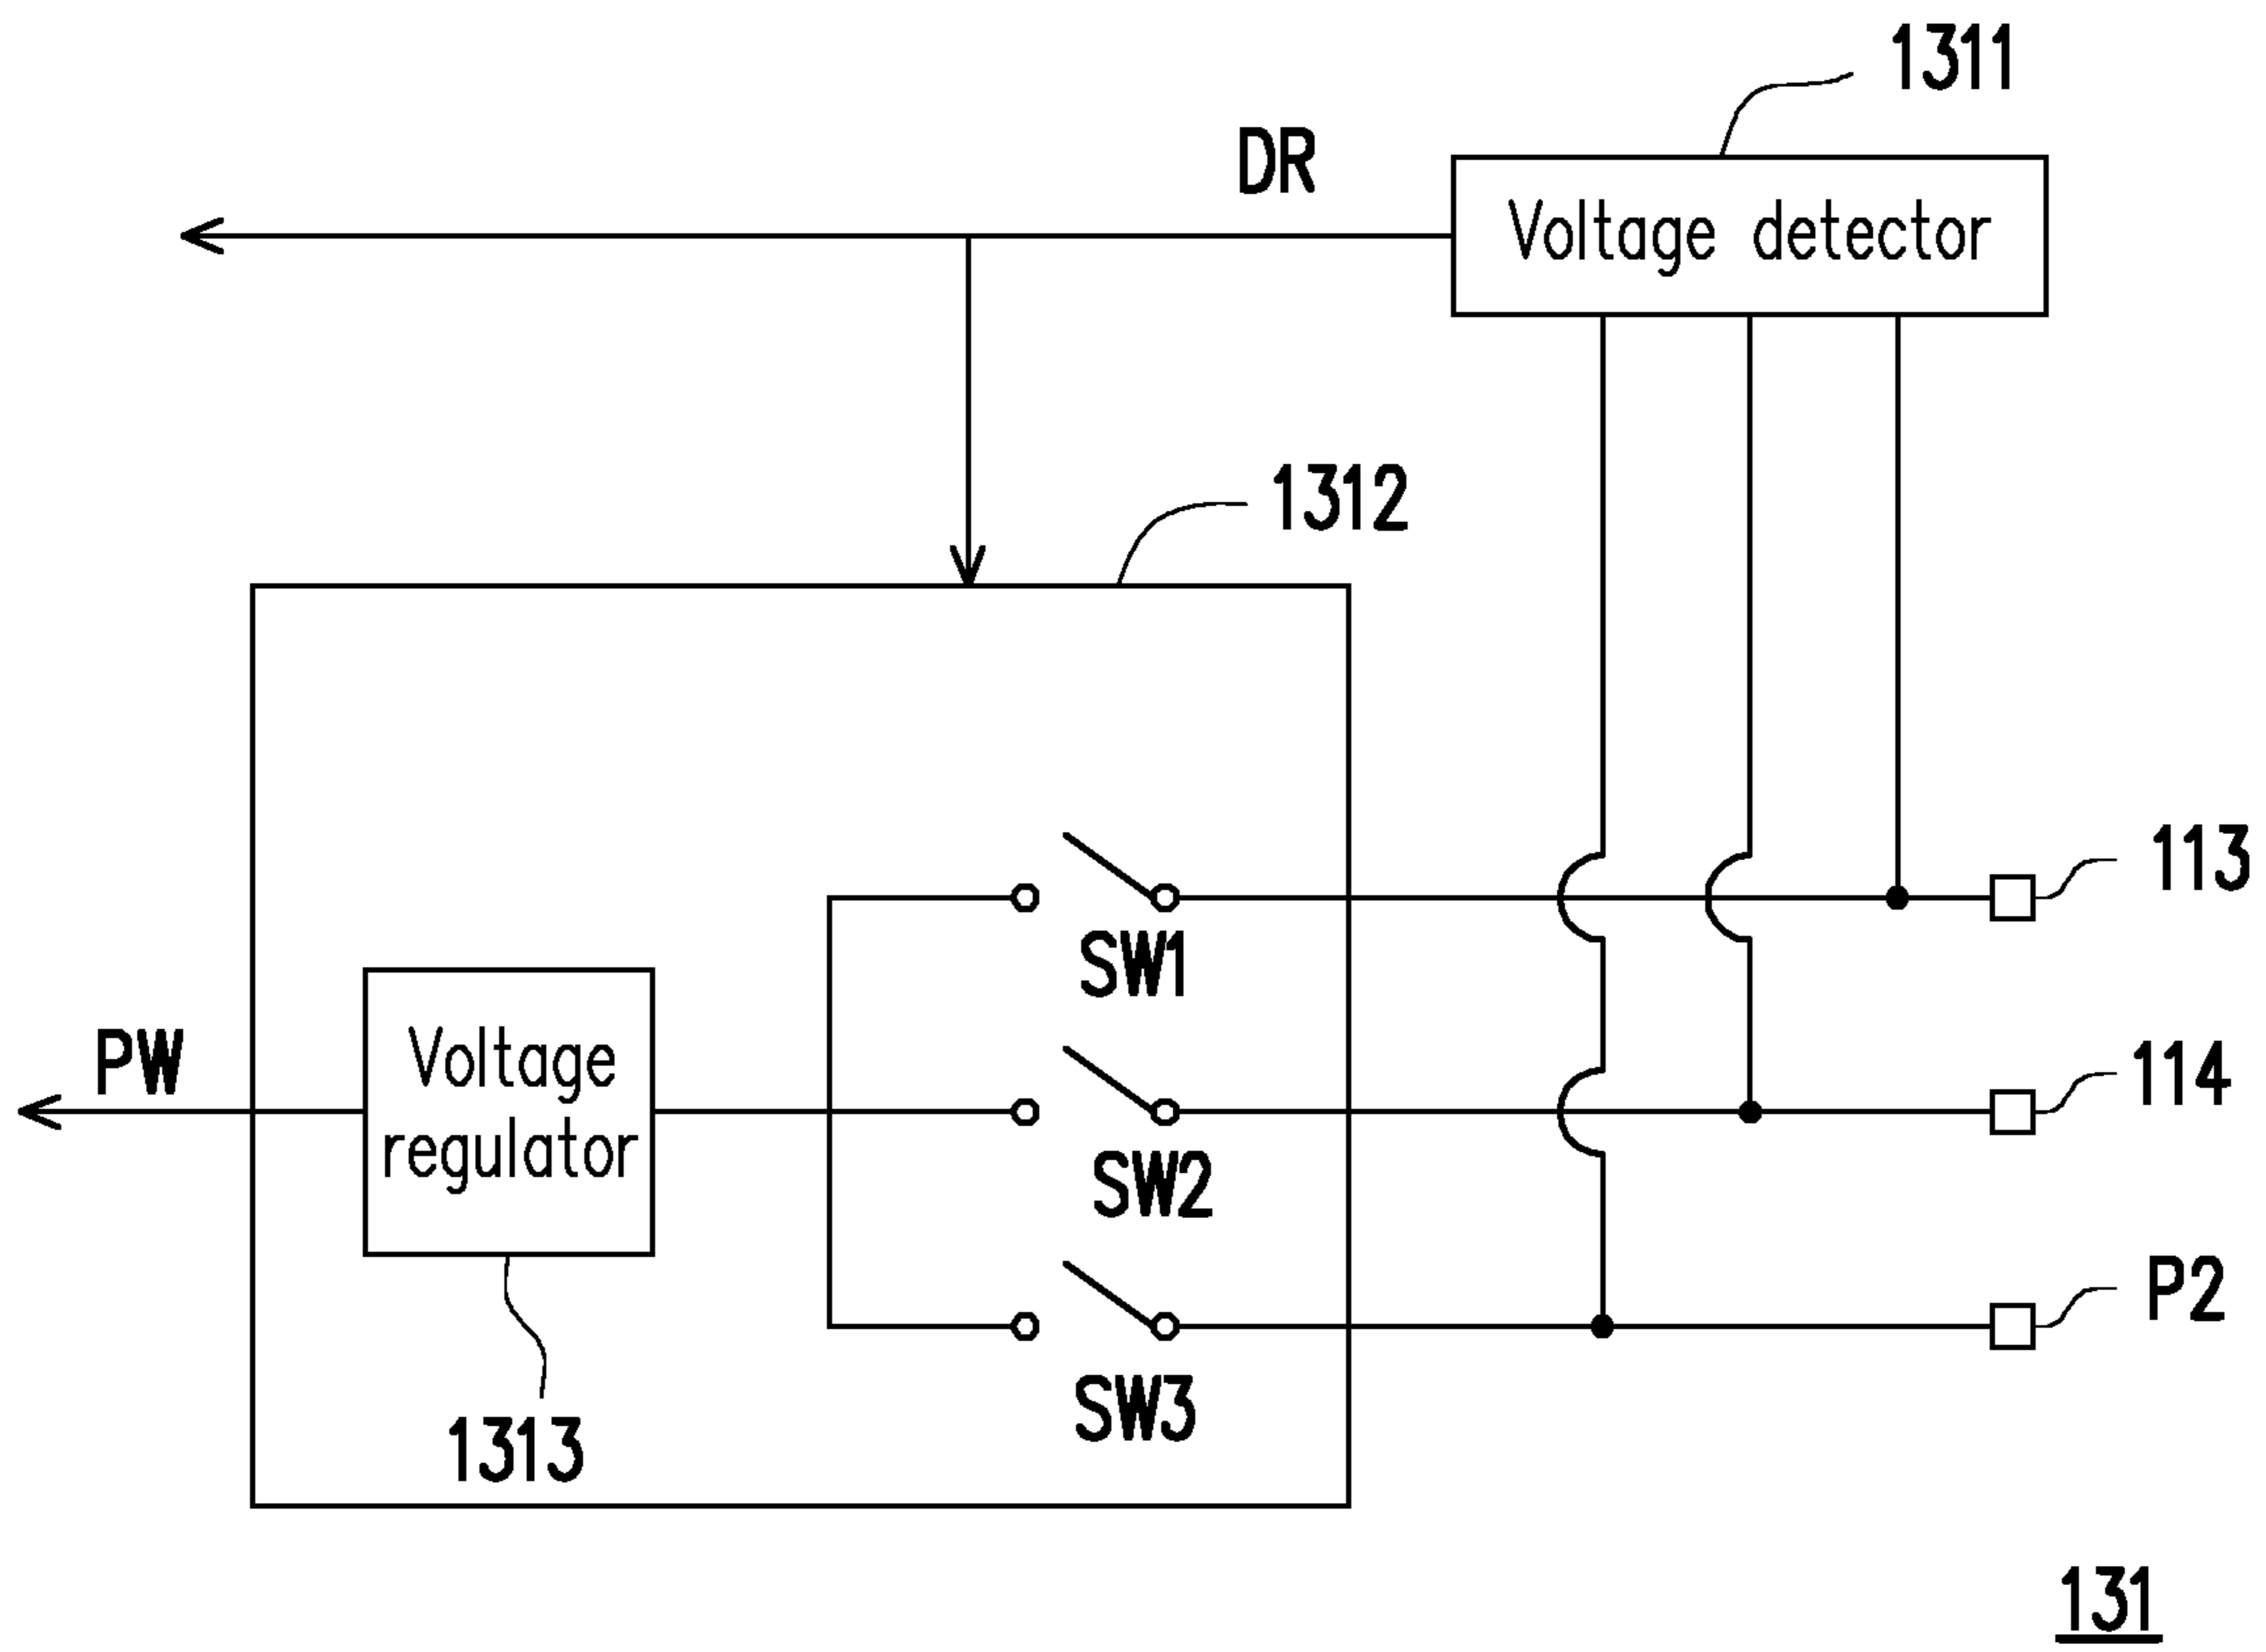 1311
DR
Voltage detector
1312
113
SW1
PW
Voltage
regulator
114
SW2
P2
SW3
1313
131